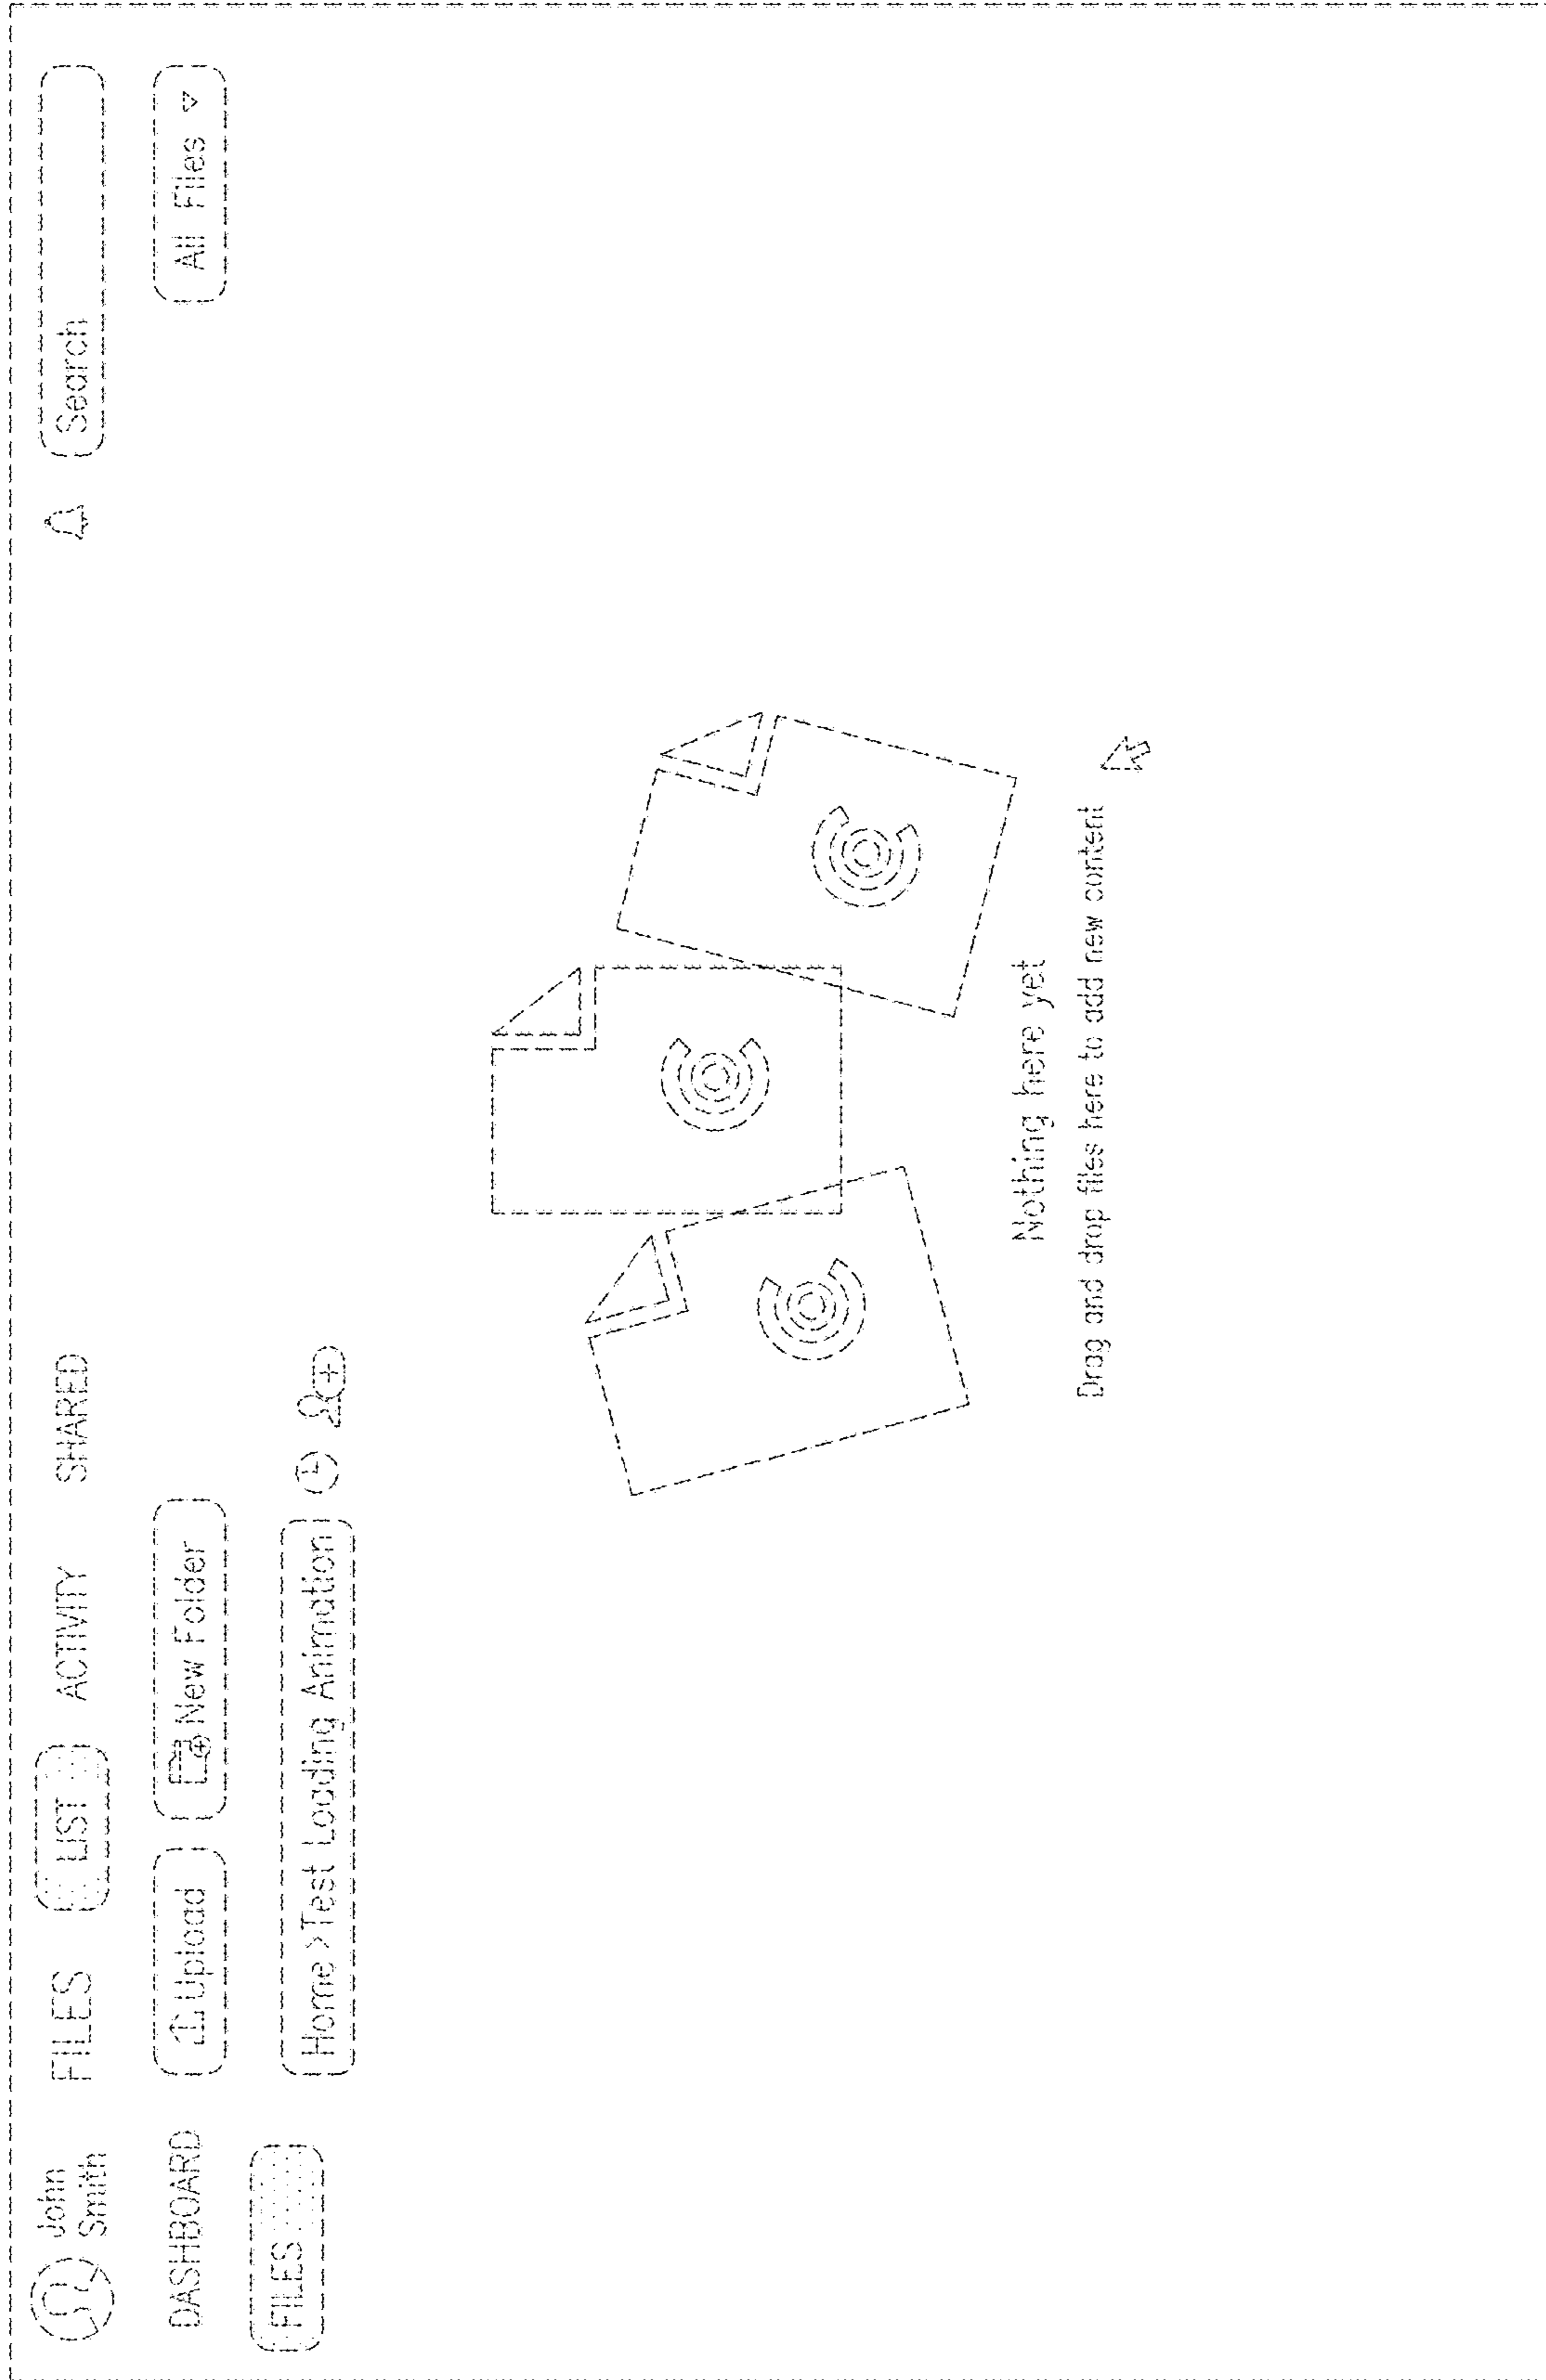 John
Smith
FILES
LIST
ACTIVITY
SHARED
Search
DASHBOARD
Upload
New Folder
All Files
FILES
Home >Test Loading Animation
Nothing here yet
Drag and drop files here to add new content